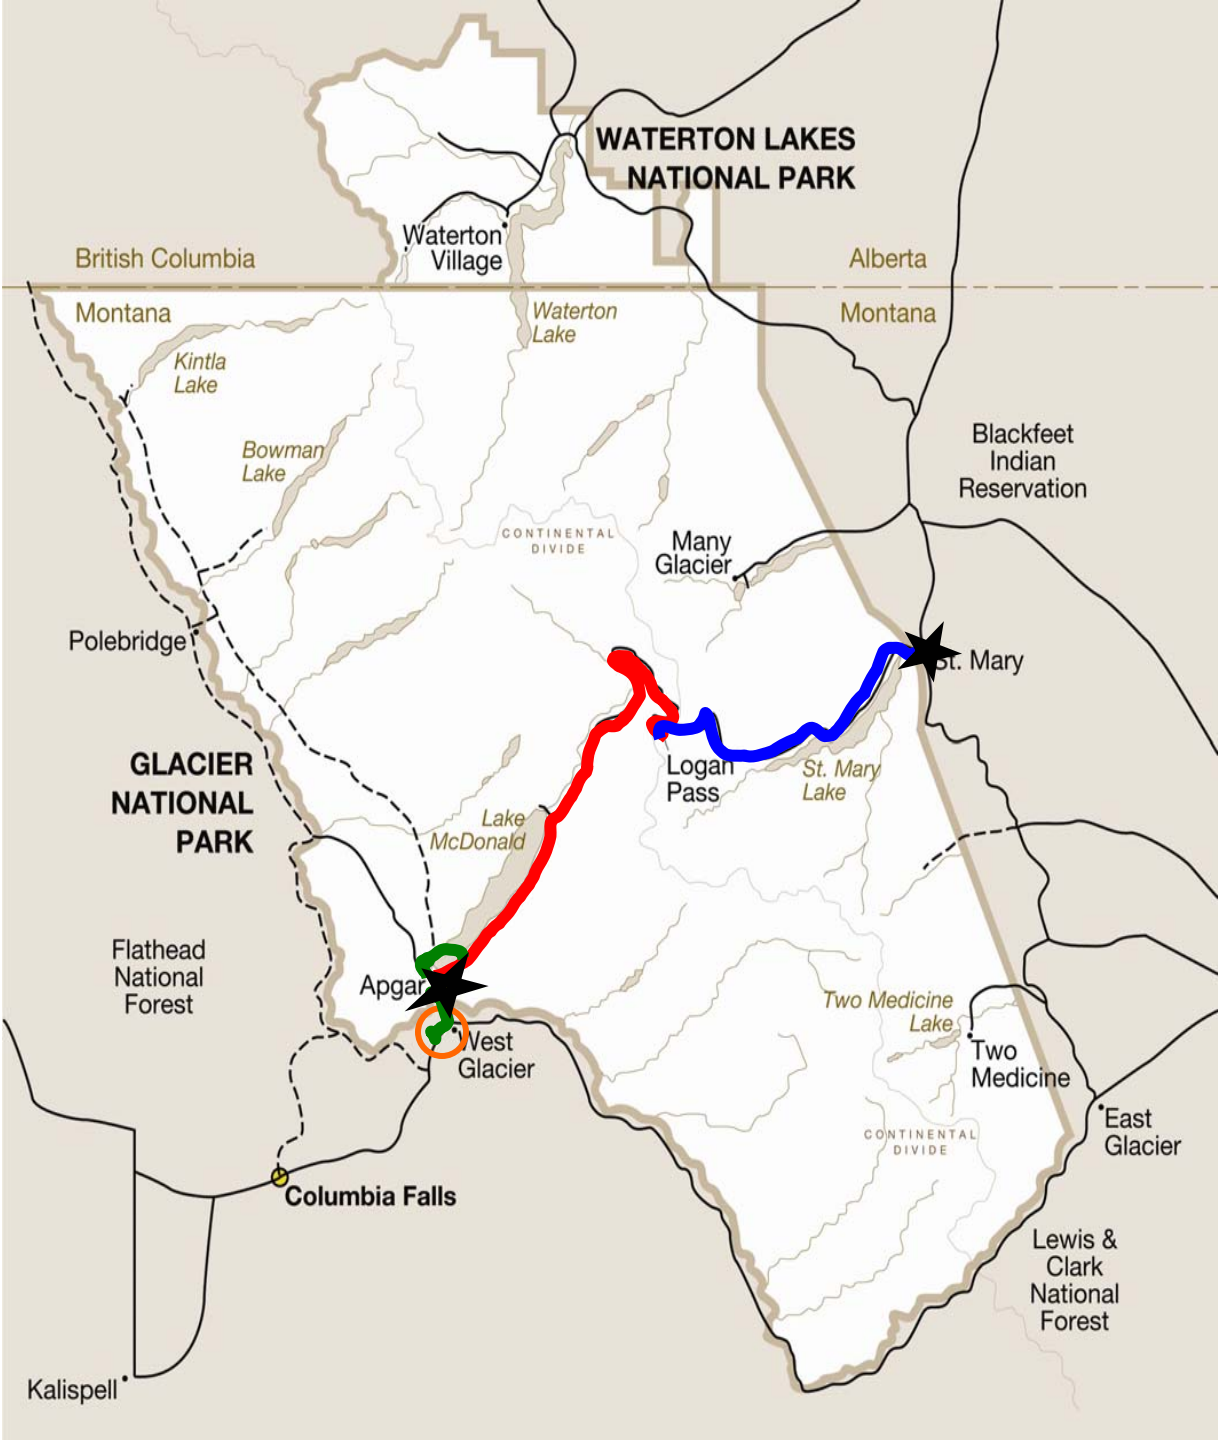 WATERTON LAKES
NATIONAL PARK
Waterton
Village
British Columbia
Alberta
Montana
Montana
Waterton
Lake
Kintla
Lake
Bowman
Lake
Blackfeet
Indian
Reservation
CONTINENTAL
DIVIDE
Many
Glacier
Polebridge
St. Mary
GLACIER
NATIONAL
PARK
Logan
Pass
St. Mary
Lake
Lake
McDonald
Flathead
National
Forest
Apgar
West
Glacier
Two Medicine
Lake
Two
Medicine
East
Glacier
CONTINENTAL
DIVIDE
Columbia Falls
Lewis &
Clark
National
Forest
Kalispell